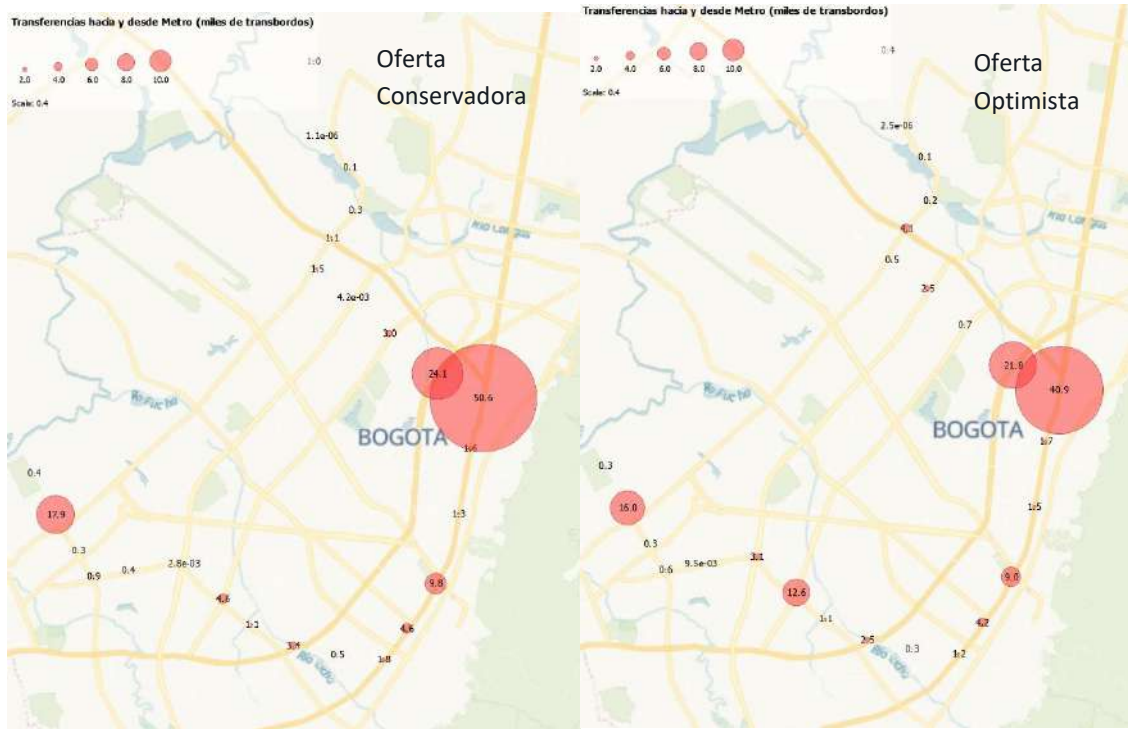 Transferencias hacia y desde Metro (miles de transbordos)
2.0 4.0 6.0 8.0 10.0
Scale: 0.4
Oferta
Conservadora
1.0
1.1e-06
0.1
0.3
1.1
1.5
4.2e-03
3.0
24.1
50.6
BOGOTA
1.6
0.4
17.9
1.3
0.3
0.4
2.8e-03
0.9
9.8
4.6
4.6
1.1
3.4
0.5
1.8
Transferencias hacia y desde Metro (miles de transbordos)
2.0 4.0 6.0 8.0 10.0
Scale: 0.4
Oferta
Optimista
0.4
2.5e-06
0.1
0.2
4.1
0.5
2.5
0.7
21.8
40.9
BOGOTA
1.7
0.3
16.0
1.5
3.1
0.3
0.6
9.5e-03
9.0
12.6
1.1
4.2
2.5
0.3
1.2